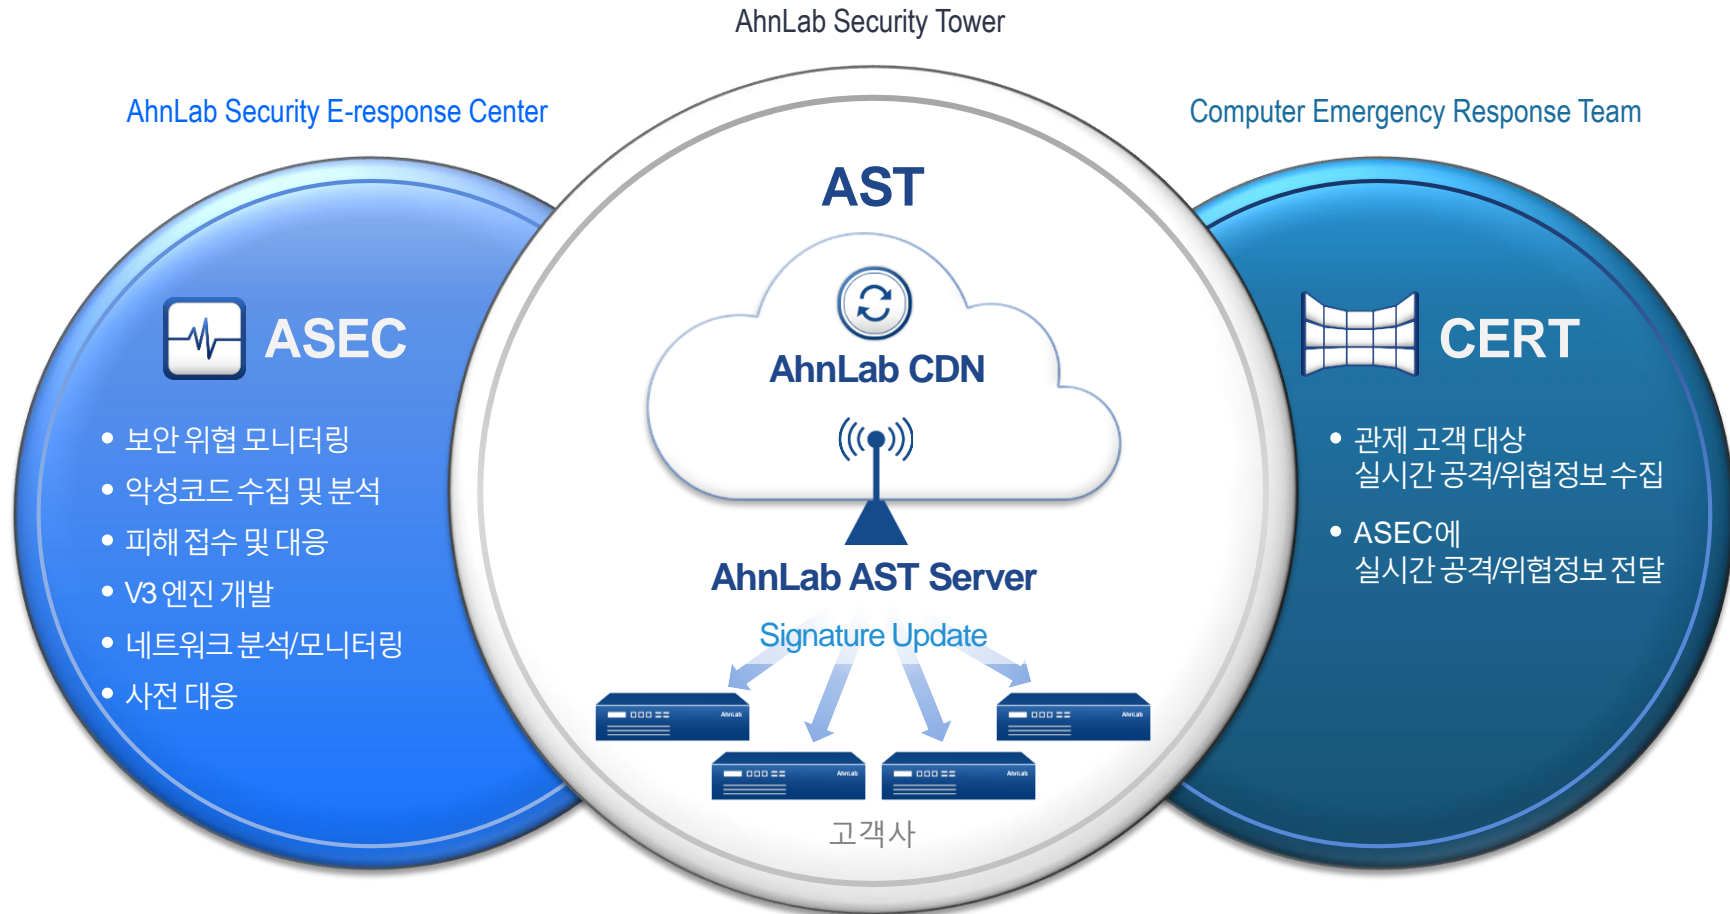 AhnLab Security Tower
AhnLab Security E-response Center
Computer Emergency Response Team
ASEC
• 보안 위협 모니터링
• 악성코드 수집 및 분석
• 피해 접수 및 대응
• V3 엔진 개발
• 네트워크 분석/모니터링
• 사전 대응
AST
AhnLab CDN
AhnLab AST Server
Signature Update
AhnLab
AhnLab
AhnLab
AhnLab
고객사
CERT
• 관제 고객 대상
실시간 공격/위협정보 수집
• ASEC에
실시간 공격/위협정보 전달